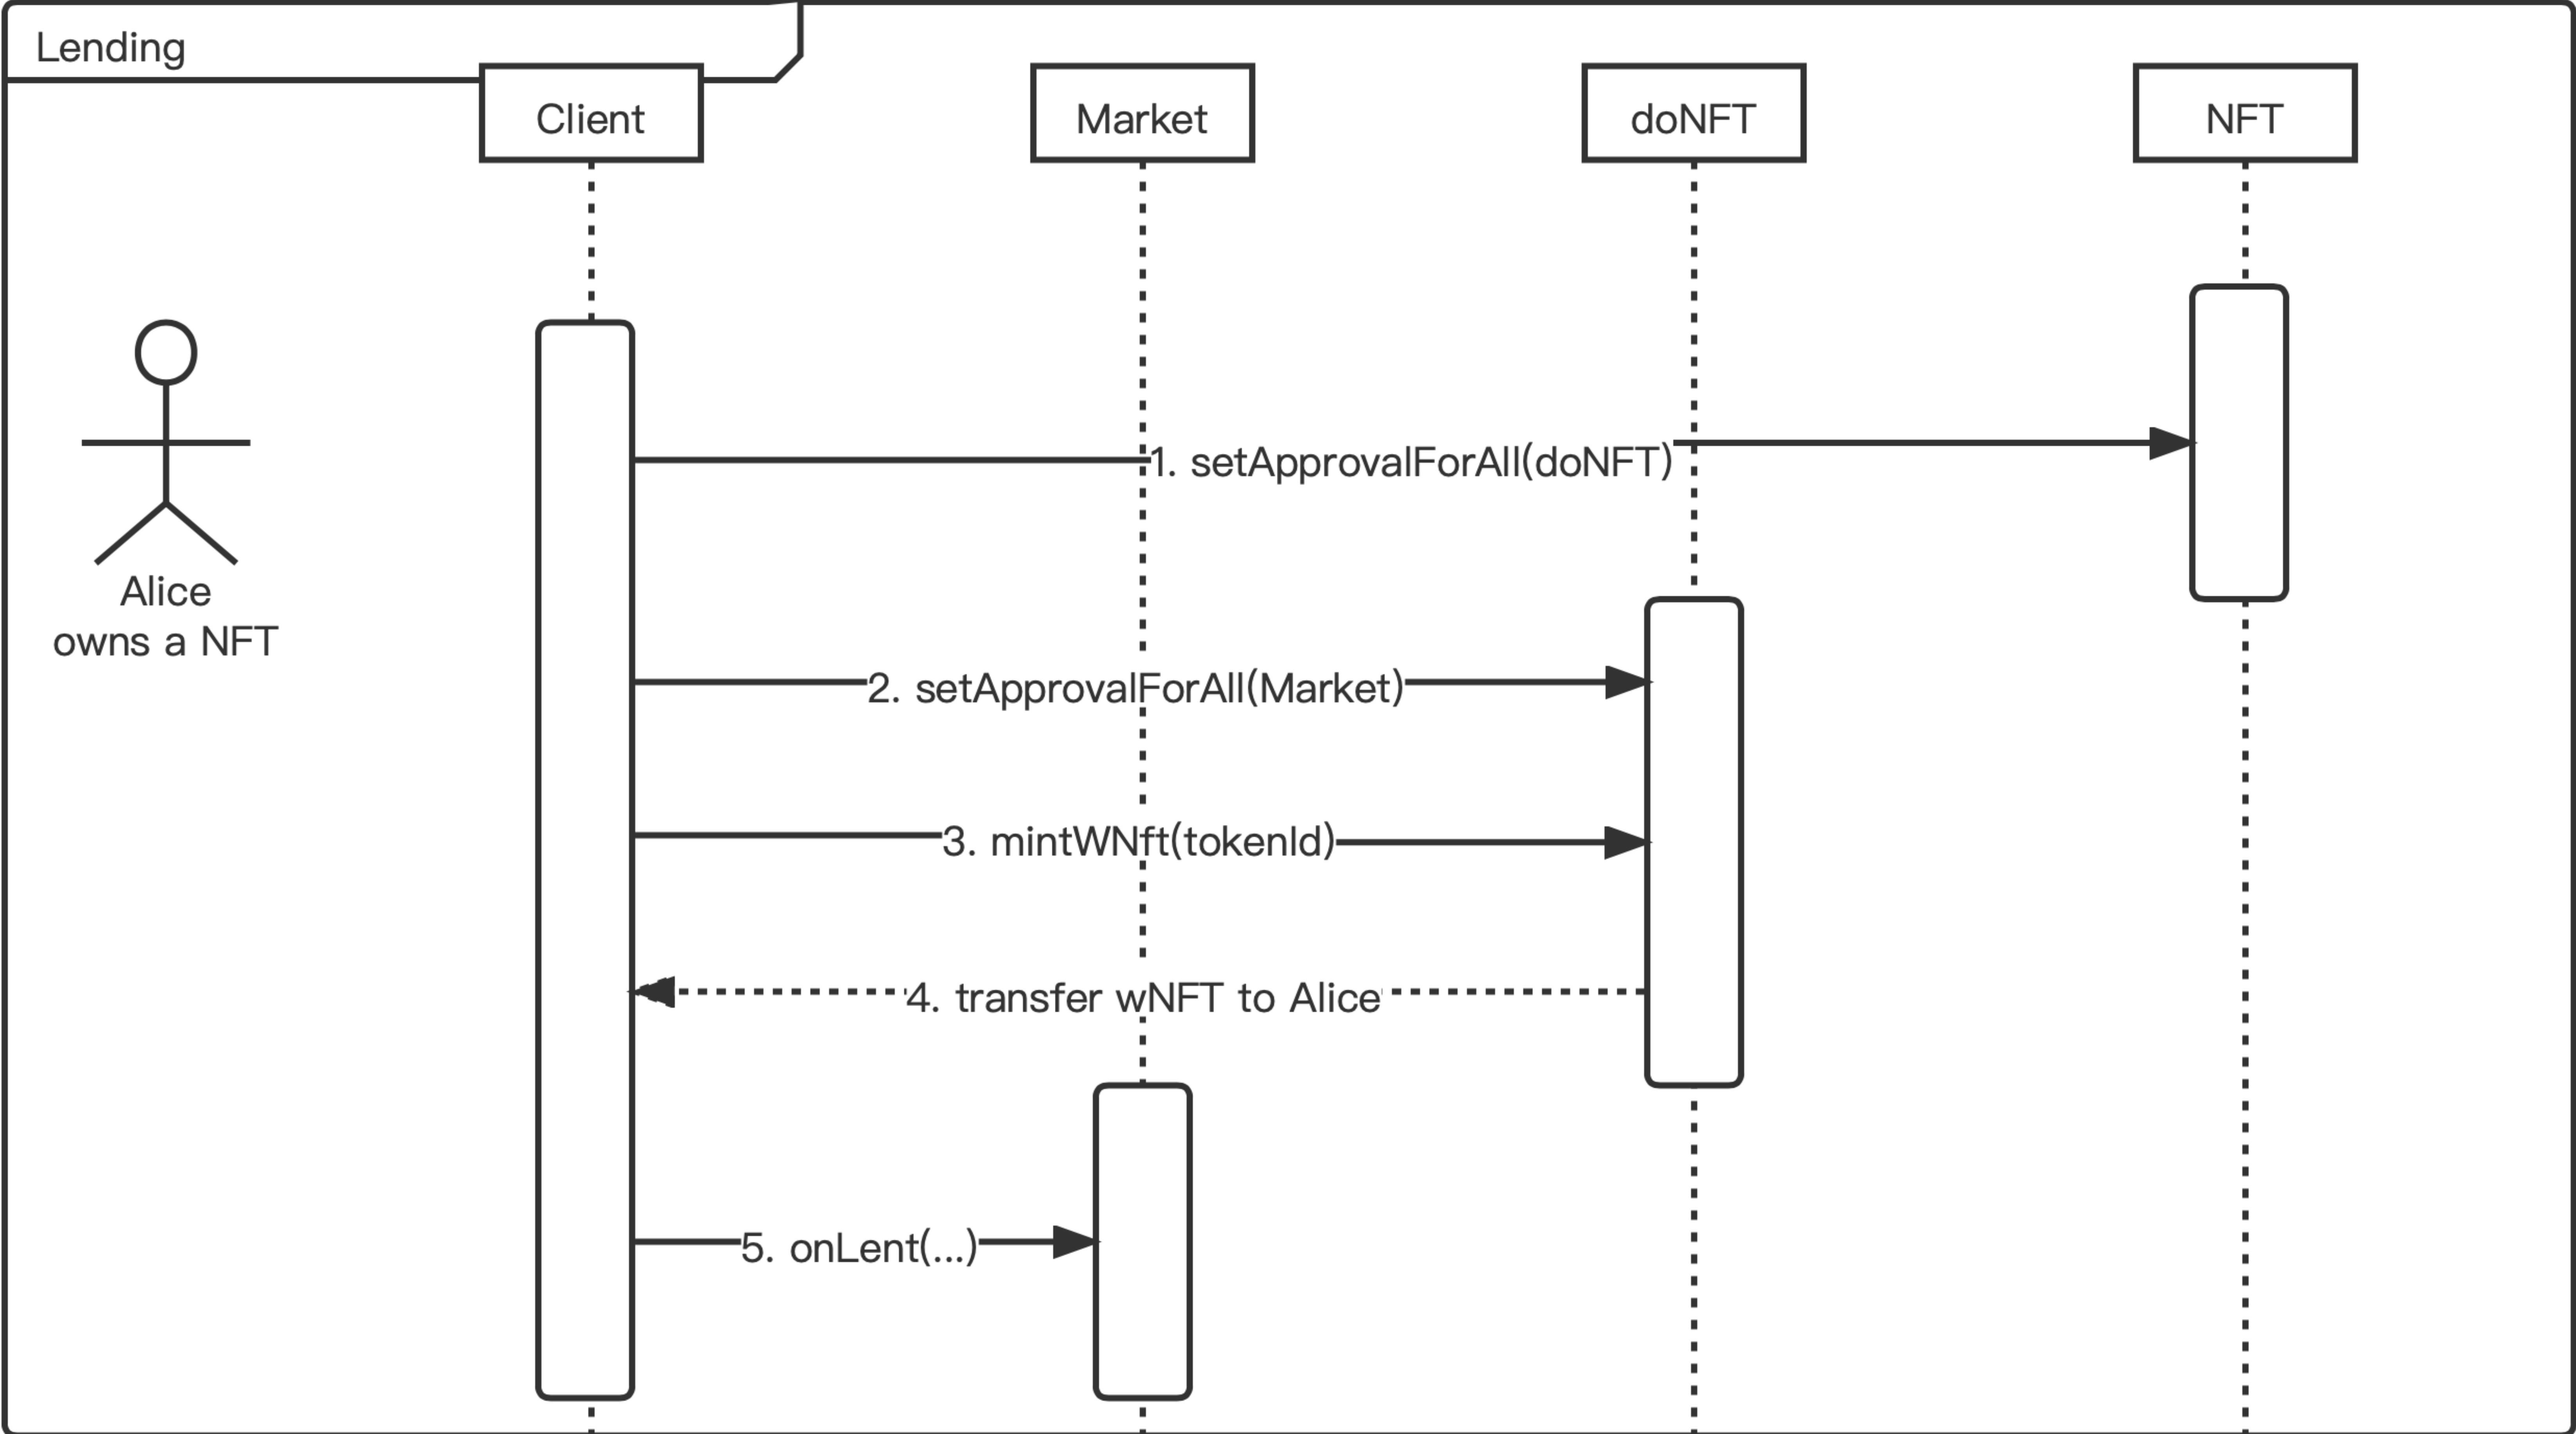 Lending
Client
Market
doNFT
NFT
Alice
owns a NFT
1. setApprovalForAll(doNFT)
2. setApprovalForAll(Market)
3. mintWNft(tokenId)
4. transfer wNFT to Alice
5. onLent(...)